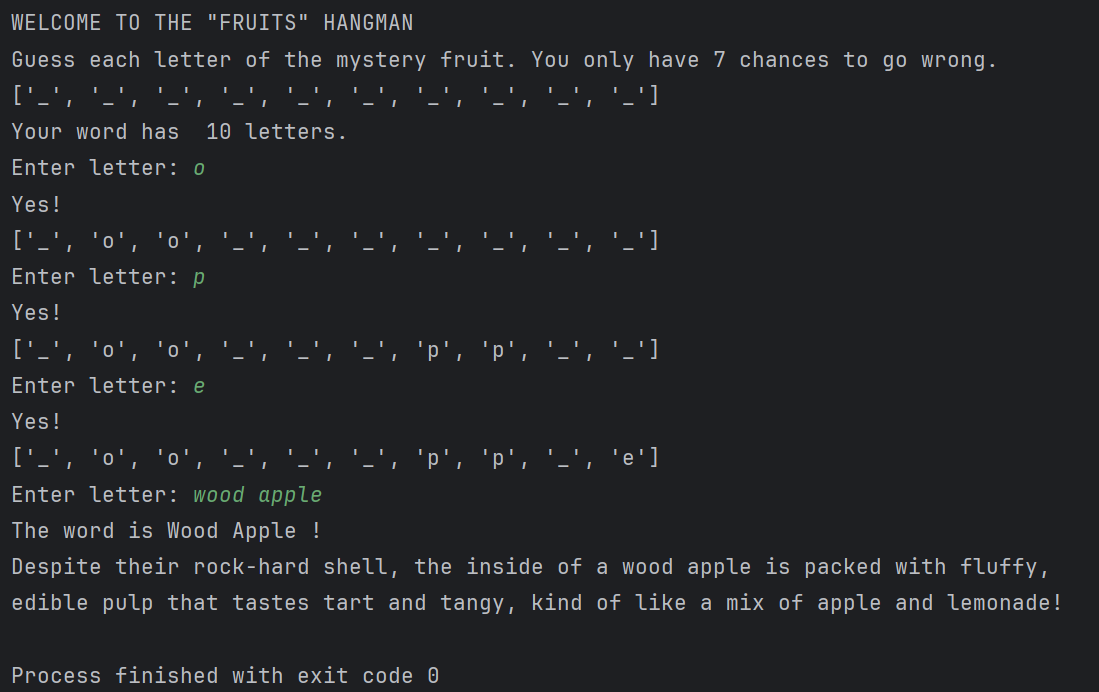 WELCOME TO THE "FRUITS" HANGMAN
Guess each letter of the mystery fruit. You only have 7 chances to go wrong.
['_', '_', '_', '_', '_', '_', '_', '_', '_', '_']
Your word has  10 letters.
Enter letter: o
Yes!
['_', 'o', 'o', '_', '_', '_', '_', '_', '_', '_']
Enter letter: p
Yes!
['_', 'o', 'o', '_', '_', '_', 'p', 'p', '_', '_']
Enter letter: e
Yes!
['_', 'o', 'o', '_', '_', '_', 'p', 'p', '_', 'e']
Enter letter: wood apple
The word is Wood Apple !
Despite their rock-hard shell, the inside of a wood apple is packed with fluffy,
edible pulp that tastes tart and tangy, kind of like a mix of apple and lemonade!
Process finished with exit code 0